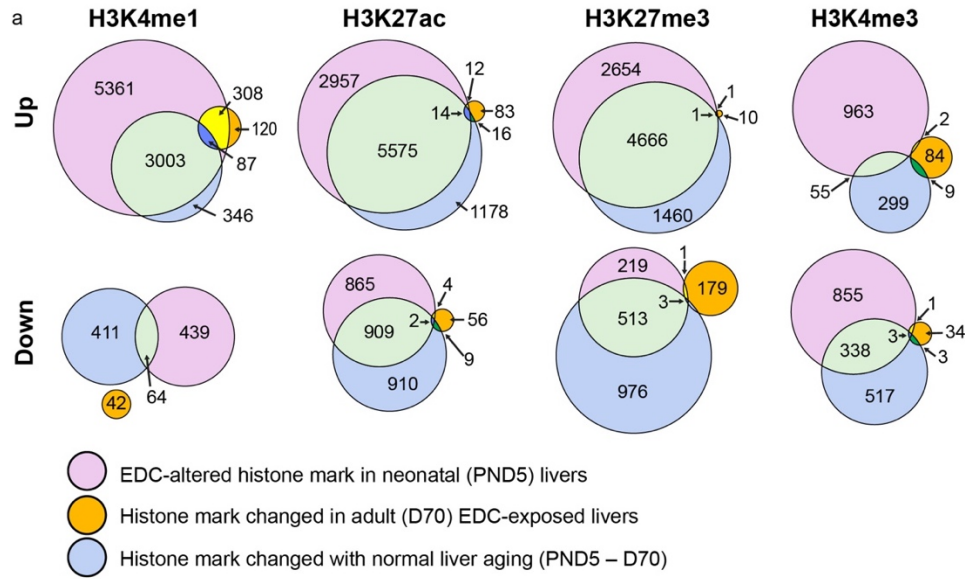 a
H3K4me1 H3K27ac H3K27me3 H3K4me3
Up
5361 308 120 3003 87 346
2957 12 14 83 16 5575 1178
2654 1 1 10 4666 1460
963 2 84 55 9 299
Down
411 439 64 42
865 4 2 56 909 9 910
219 1 179 3 513 976
855 1 3 34 338 3 517
EDC-altered histone mark in neonatal (PND5) livers
Histone mark changed in adult (D70) EDC-exposed livers
Histone mark changed with normal liver aging (PND5 – D70)